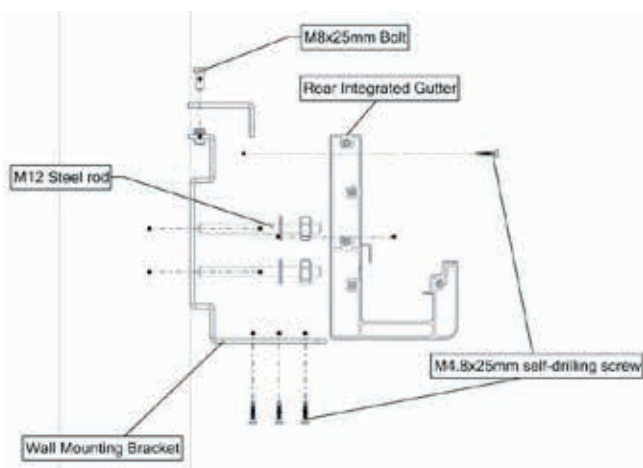 M8x25mm Bolt
Rear Integrated Gutter
M12 Steel rod
M4.8x25mm self-drilling screw
Wall Mounting Bracket